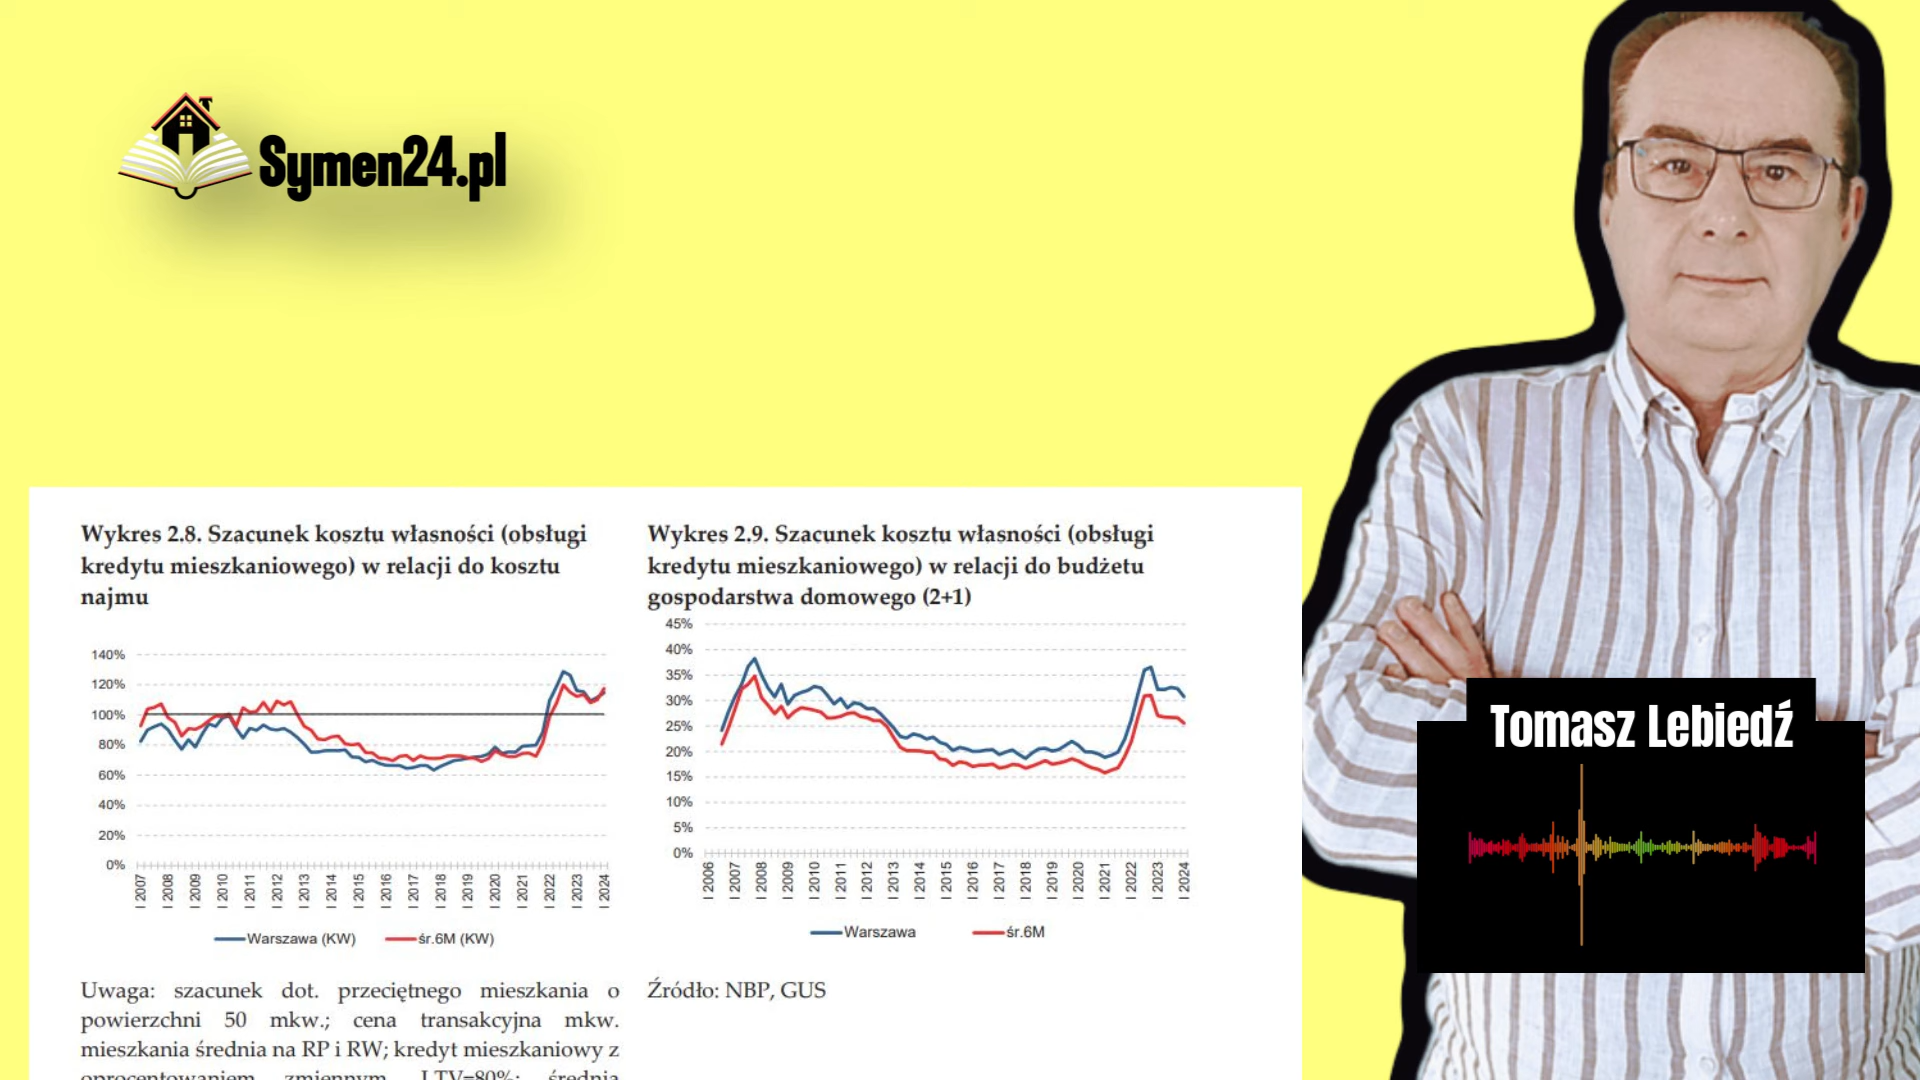 Symen24.pl
Wykres 2.8. Szacunek kosztu własności (obsługi
kredytu mieszkaniowego) w relacji do kosztu
najmu
140%
120%
100%
80%
60%
40%
20%
0%
I 2007
I 2008
I 2009
I 2010
I 2011
I 2012
I 2013
I 2014
I 2015
I 2016
I 2017
I 2018
I 2019
I 2020
I 2021
I 2022
I 2023
I 2024
Warszawa (KW)
śr.6M (KW)
Uwaga: szacunek dot. przeciętnego mieszkania o
powierzchni 50 mkw.; cena transakcyjna mkw.
mieszkania średnia na RP i RW; kredyt mieszkaniowy z
oprocentowaniem zmiennym, LTV=80%; średnia
Wykres 2.9. Szacunek kosztu własności (obsługi
kredytu mieszkaniowego) w relacji do budżetu
gospodarstwa domowego (2+1)
45%
40%
35%
30%
25%
20%
15%
10%
5%
0%
I 2006
I 2007
I 2008
I 2009
I 2010
I 2011
I 2012
I 2013
I 2014
I 2015
I 2016
I 2017
I 2018
I 2019
I 2020
I 2021
I 2022
I 2023
I 2024
Warszawa
śr.6M
Źródło: NBP, GUS
Tomasz Lebiedź